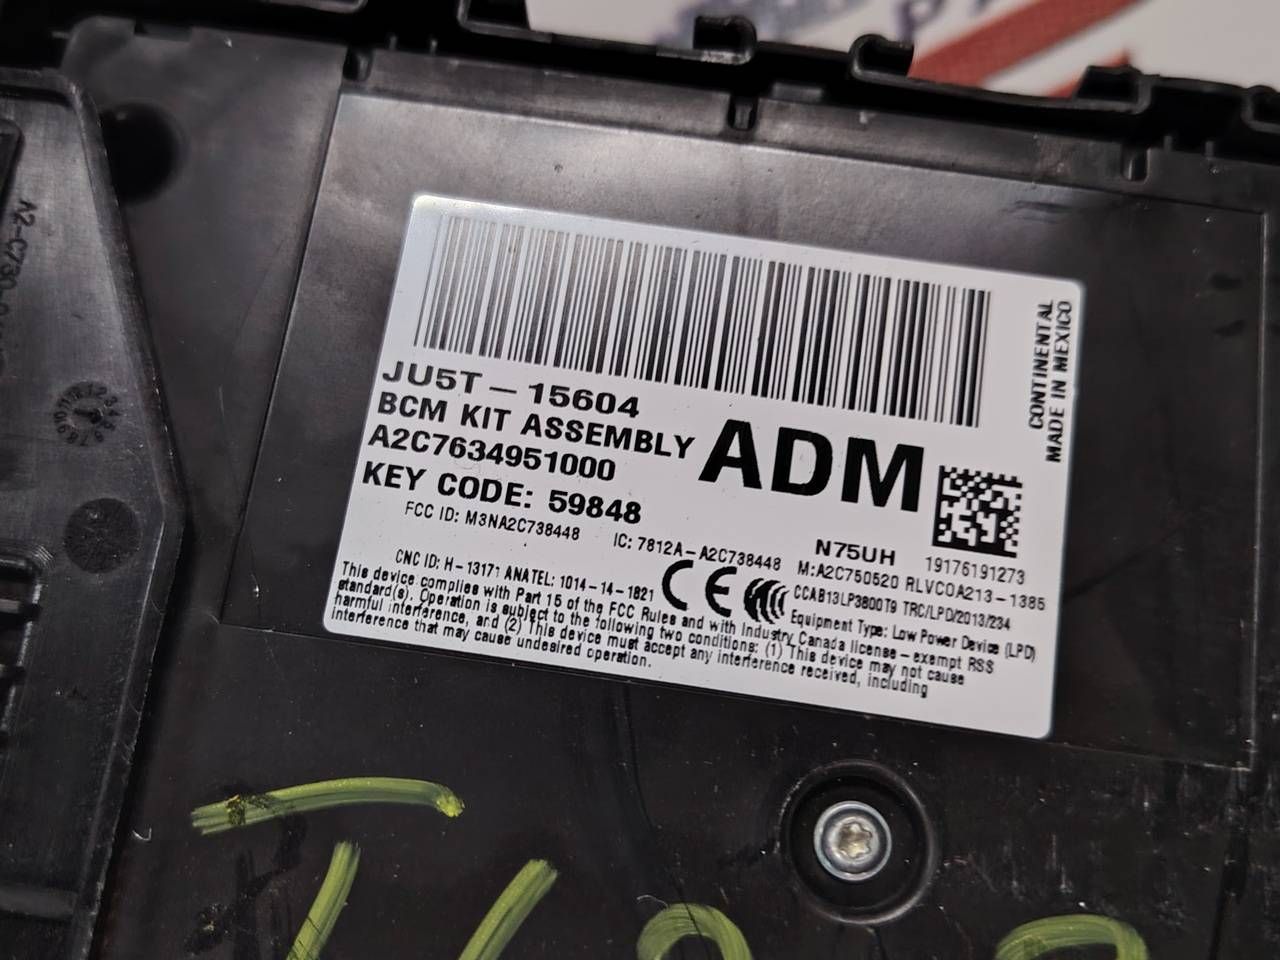 JU5T-15604
BCM KIT ASSEMBLY
A2C7634951000
KEY CODE: 59848
ADM
CONTINENTAL
MADE IN MEXICO
FCC ID: M3NA2C738448
IC: 7812A-A2C738448
N75UH
19176191273
M:A2C750520 RLVCOA213-1385
CNC ID: H-13171 ANATEL: 1014-14-1821
CE
CCAB13LP3800T9 TRC/LPD/2013/234
Equipment Type: Low Power Device (LPD)
This device complies with Part 15 of the FCC Rules and with Industry Canada license-exempt RSS
standard(s). Operation is subject to the following two conditions: (1) This device may not cause
harmful interference, and (2) This device must accept any interference received, including
interference that may cause undesired operation.